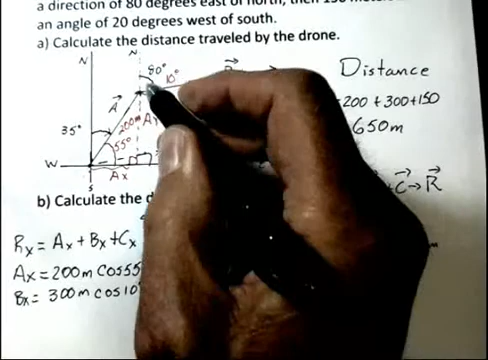 a direction of 80 degrees east of north, then 150
an angle of 20 degrees west of south.
a) Calculate the distance traveled by the drone.
N
N
80°
10°
Distance
A
200m
200 + 300 + 150
35°
55°
650m
W
Ax
S
C → R
b) Calculate the
Rx = Ax + Bx + Cx
Ax = 200m Cos55
Bx = 300m cos10°